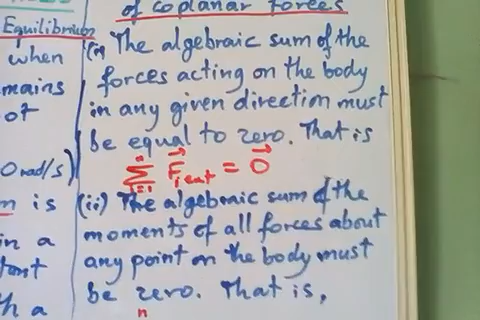 of coplanar forces
Equilibrium
when
mains
of
0 rad/s)
m is
in a
tant
th a
(i) The algebraic sum of the
forces acting on the body
in any given direction must
be equal to zero. That is
n ∑ i=1 F⃗ i ext = 0⃗
(ii) The algebraic sum of the
moments of all forces about
any point on the body must
be zero. That is,
n